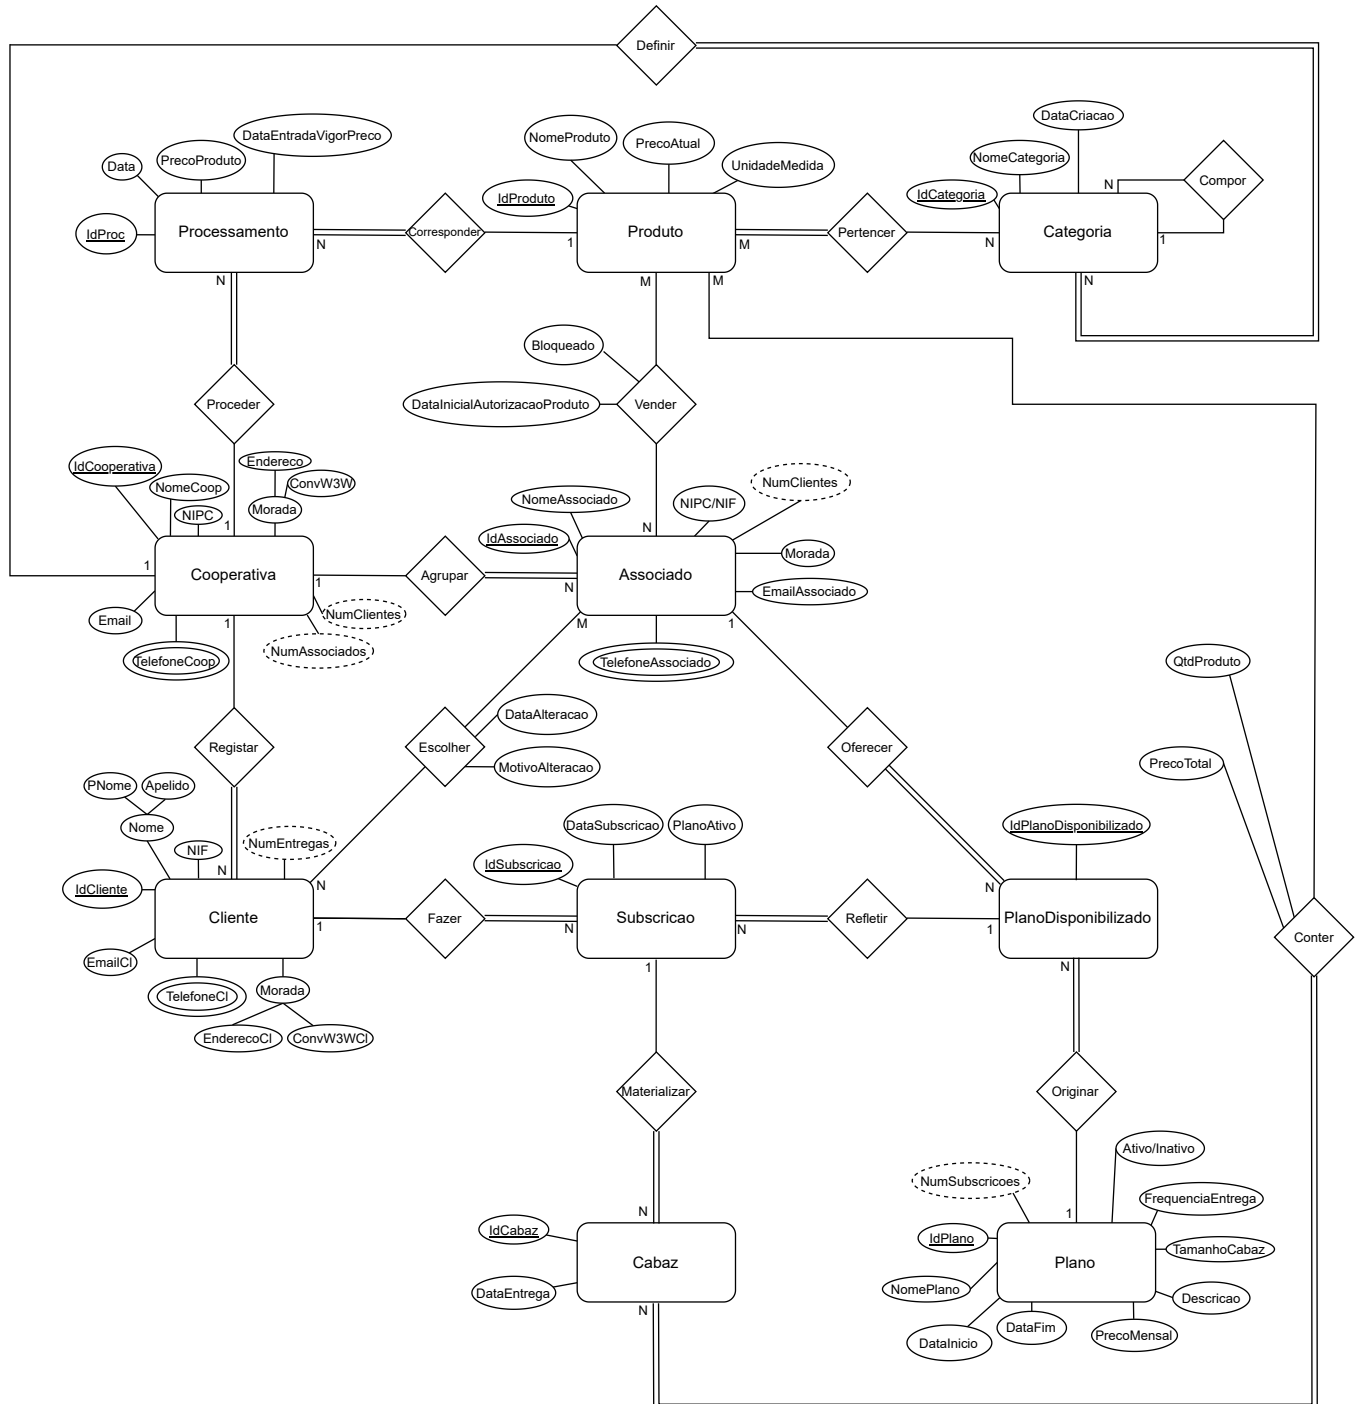 Definir
DataEntradaVigorPreco
DataCriacao
NomeProduto
PrecoAtual
Data
PrecoProduto
UnidadeMedida
NomeCategoria
Compor
N
IdProduto
IdCategoria
IdProc
Processamento
N
Corresponder
1
Produto
M
Pertencer
N
Categoria
1
N
M
M
N
Bloqueado
Proceder
DataInicialAutorizacaoProduto
Vender
IdCooperativa
Endereco
ConvW3W
NomeCoop
NIPC
Morada
1
NomeAssociado
NIPC/NIF
NumClientes
N
IdAssociado
Morada
1
Cooperativa
1
Agrupar
N
Associado
EmailAssociado
Email
1
NumClientes
M
1
TelefoneCoop
NumAssociados
TelefoneAssociado
QtdProduto
DataAlteracao
Registar
Escolher
Oferecer
MotivoAlteracao
PrecoTotal
PNome
Apelido
Nome
NIF
NumEntregas
DataSubscricao
PlanoAtivo
IdPlanoDisponibilizado
N
IdSubscricao
N
N
IdCliente
Cliente
1
Fazer
N
Subscricao
N
Refletir
1
PlanoDisponibilizado
Conter
EmailCl
1
N
TelefoneCl
Morada
EnderecoCl
ConvW3WCl
Materializar
Originar
Ativo/Inativo
NumSubscricoes
FrequenciaEntrega
N
1
IdCabaz
IdPlano
TamanhoCabaz
Cabaz
Plano
DataEntrega
NomePlano
Descricao
N
DataInicio
DataFim
PrecoMensal